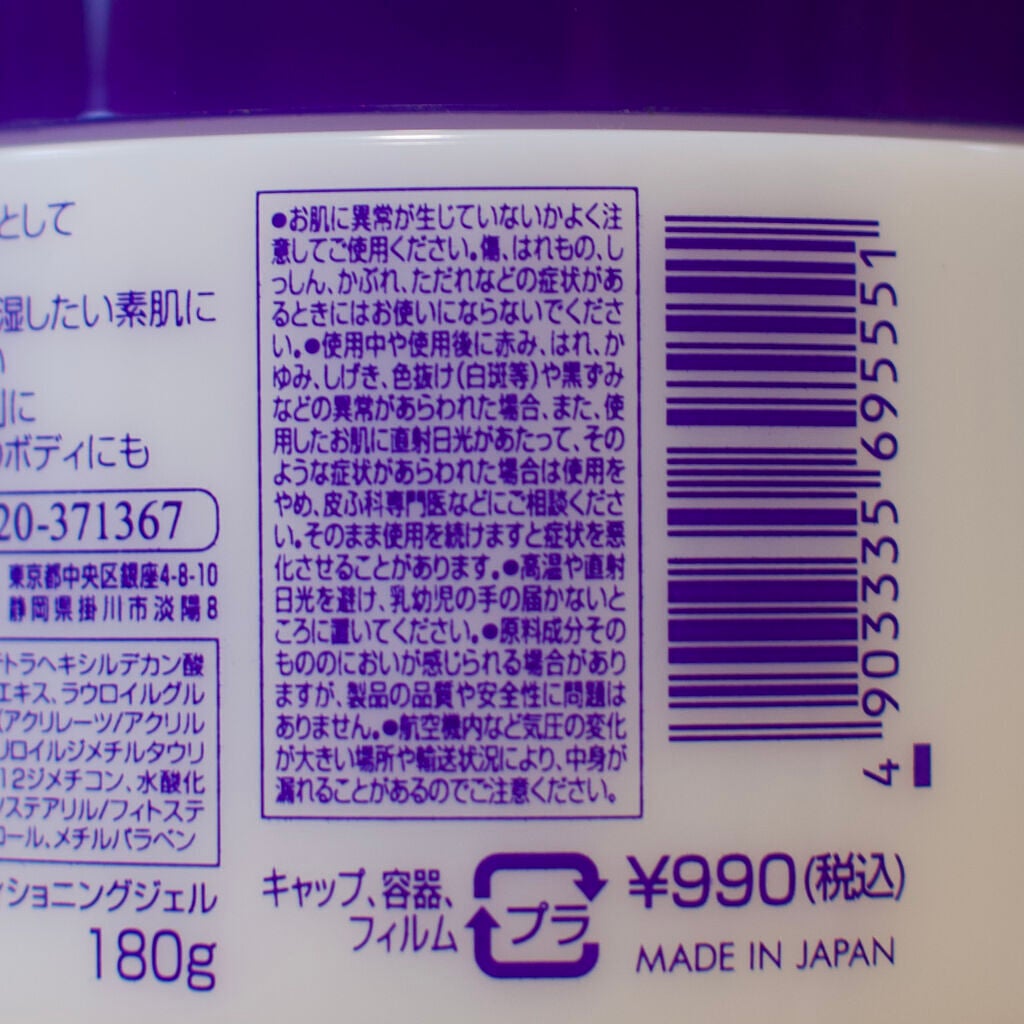 として
湿したい素肌に
い
に
ボディにも
20-371367
東京都中央区銀座4-8-10
静岡県掛川市淡陽8
テトラヘキシルデカン酸
エキス、ラウロイルグル
(アクリレーツ/アクリル
リロイルジメチルタウリ
12ジメチコン、水酸化
/ステアリル/フィトステ
ロール、メチルパラベン
ショニングジェル
180g
●お肌に異常が生じていないかよく注
意してご使用ください。傷、はれもの、し
っしん、かぶれ、ただれなどの症状があ
るときにはお使いにならないでくださ
い。●使用中や使用後に赤み、はれ、か
ゆみ、しげき、色抜け(白斑等)や黒ずみ
などの異常があらわれた場合、また、使
用したお肌に直射日光があたって、その
ような症状があらわれた場合は使用を
やめ、皮ふ科専門医などにご相談くださ
い。そのまま使用を続けますと症状を悪
化させることがあります。●高温や直射
日光を避け、乳幼児の手の届かないと
ころに置いてください。●原料成分その
もののにおいが感じられる場合があり
ますが、製品の品質や安全性に問題は
ありません。●航空機内など気圧の変化
が大きい場所や輸送状況により、中身が
漏れることがあるのでご注意ください。
4 903335 695551
キャップ、容器、
フィルム
プラ
¥990(税込)
MADE IN JAPAN